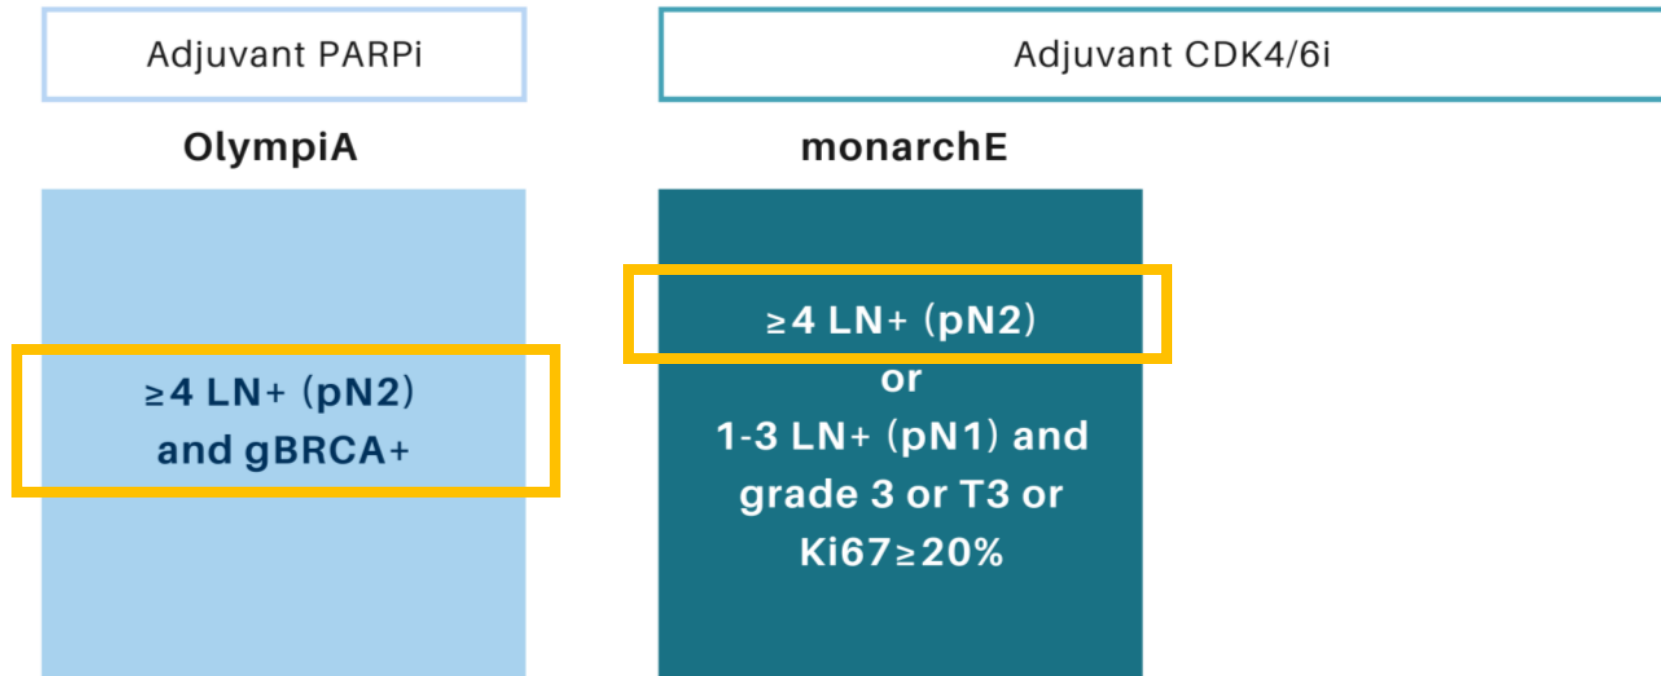 Adjuvant PARPi
Adjuvant CDK4/6i
OlympiA
monarchE
≥4 LN+ (pN2)
and gBRCA+
≥4 LN+ (pN2)
or
1-3 LN+ (pN1) and
grade 3 or T3 or
Ki67≥20%